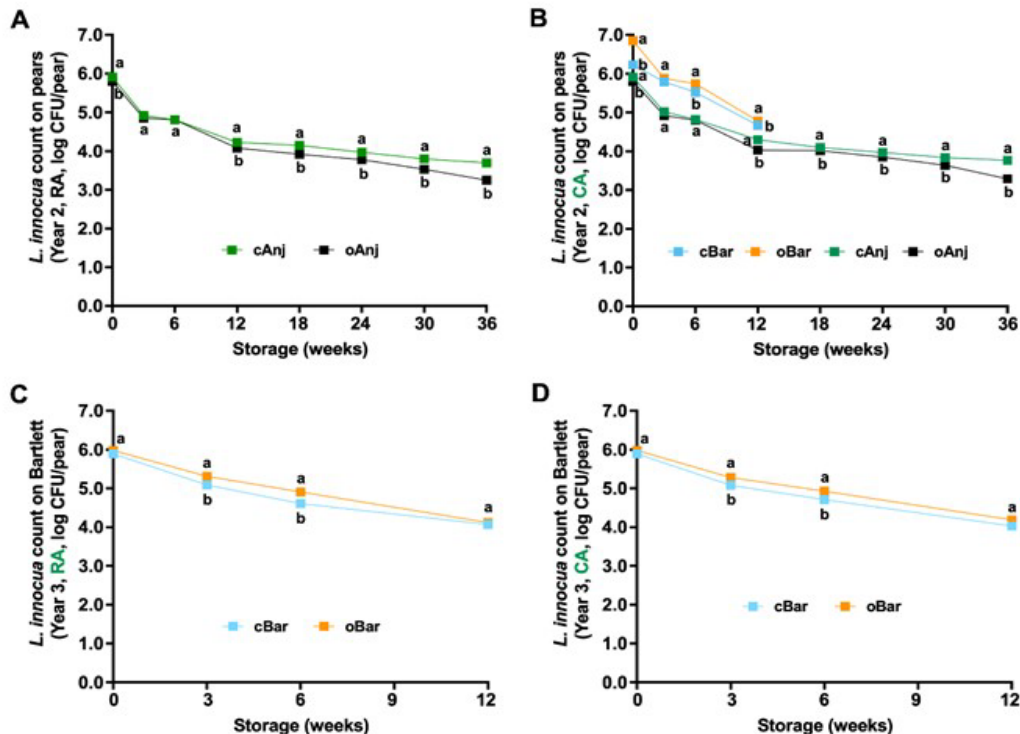 A
L. innocua count on pears
(Year 2, RA, log CFU/pear)
7.0
6.0
5.0
4.0
3.0
2.0
1.0
0.0
a
b
a
a
a
b
a
b
a
b
a
b
a
b
cAnj
oAnj
0
6
12
18
24
30
36
Storage (weeks)
B
L. innocua count on pears
(Year 2, CA, log CFU/pear)
7.0
6.0
5.0
4.0
3.0
2.0
1.0
0.0
a
b
a
b
a
a
a
b
a
a
b
a
b
a
a
b
a
b
a
b
cBar
oBar
cAnj
oAnj
0
6
12
18
24
30
36
Storage (weeks)
C
L. innocua count on Bartlett
(Year 3, RA, log CFU/pear)
7.0
6.0
5.0
4.0
3.0
2.0
1.0
0.0
a
a
b
a
b
a
cBar
oBar
0
3
6
9
12
Storage (weeks)
D
L. innocua count on Bartlett
(Year 3, CA, log CFU/pear)
7.0
6.0
5.0
4.0
3.0
2.0
1.0
0.0
a
a
b
a
b
a
cBar
oBar
0
3
6
9
12
Storage (weeks)